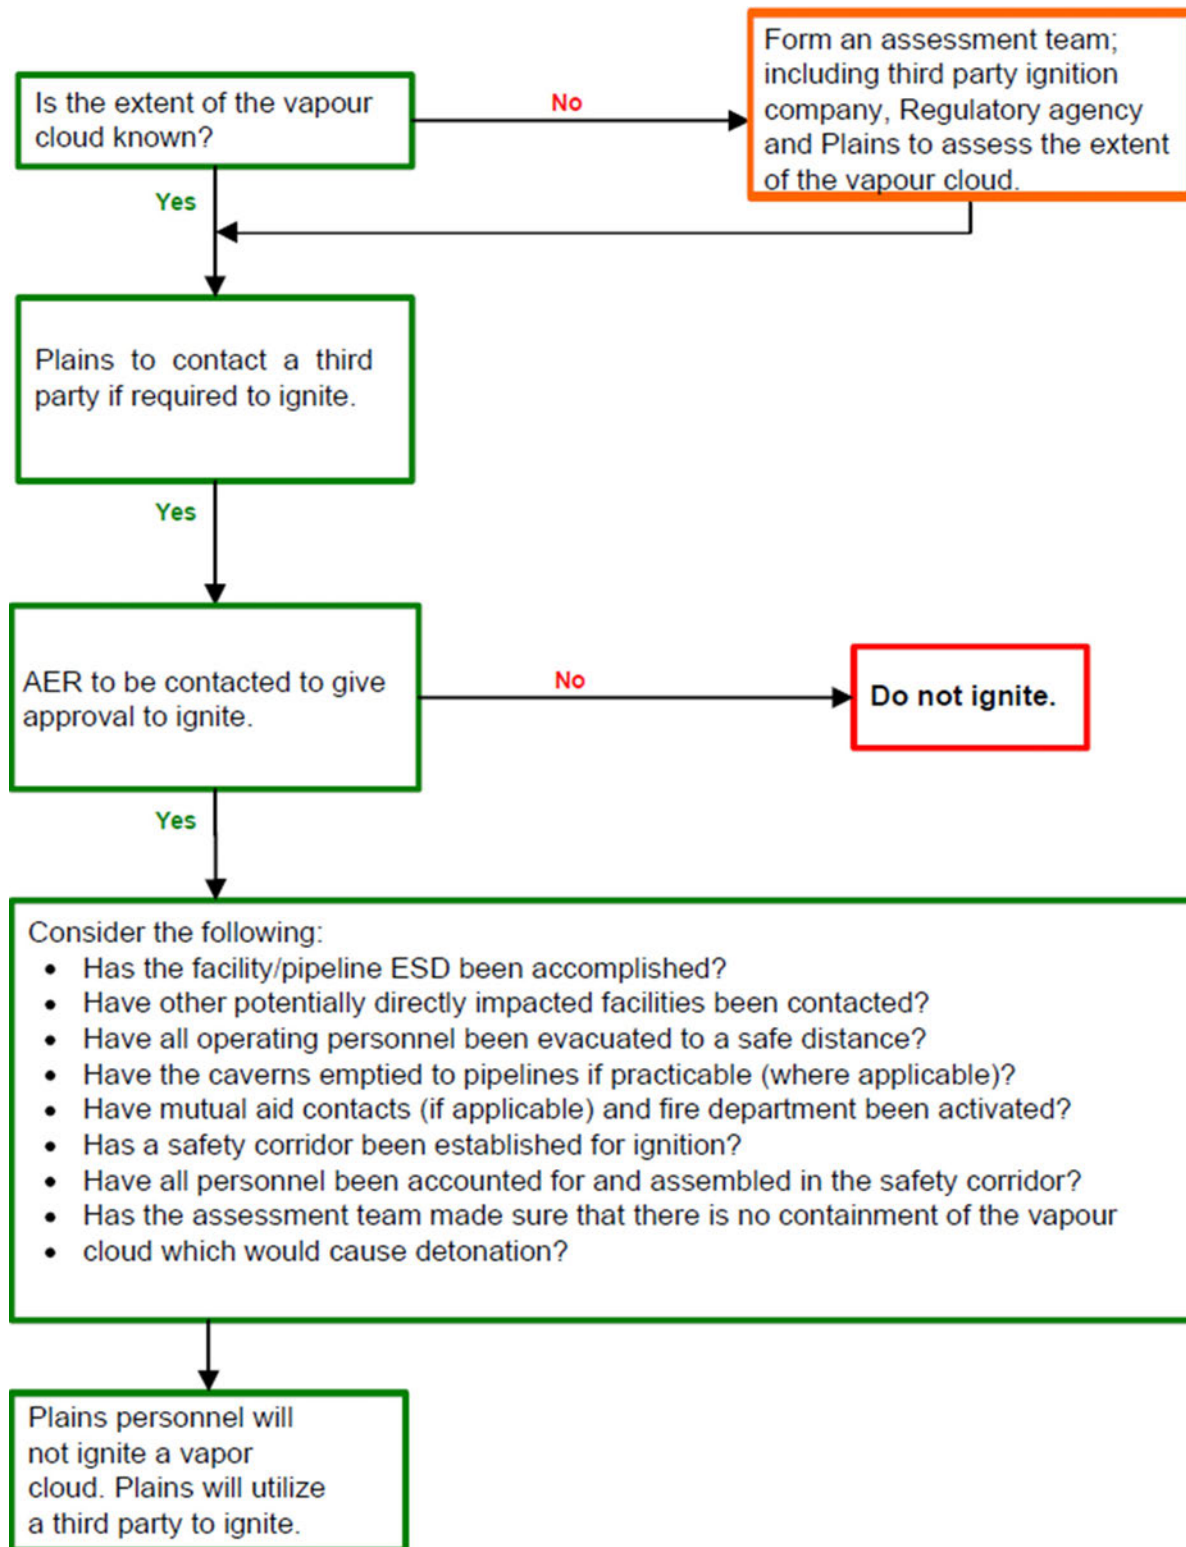 Is the extent of the vapour
cloud known?
No
Form an assessment team;
including third party ignition
company, Regulatory agency
and Plains to assess the extent
of the vapour cloud.
Yes
Plains to contact a third
party if required to ignite.
Yes
AER to be contacted to give
approval to ignite.
No
Do not ignite.
Yes
Consider the following:
• Has the facility/pipeline ESD been accomplished?
• Have other potentially directly impacted facilities been contacted?
• Have all operating personnel been evacuated to a safe distance?
• Have the caverns emptied to pipelines if practicable (where applicable)?
• Have mutual aid contacts (if applicable) and fire department been activated?
• Has a safety corridor been established for ignition?
• Have all personnel been accounted for and assembled in the safety corridor?
• Has the assessment team made sure that there is no containment of the vapour
• cloud which would cause detonation?
Plains personnel will
not ignite a vapor
cloud. Plains will utilize
a third party to ignite.